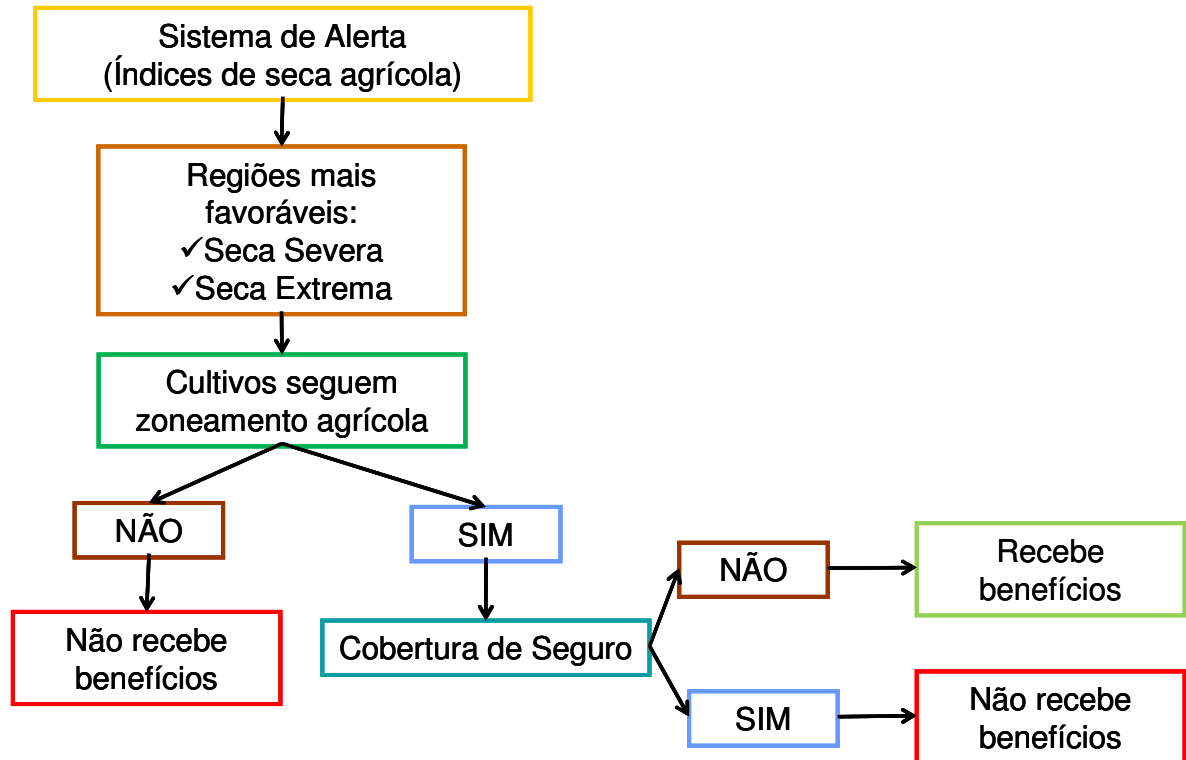 Sistema de Alerta
(Índices de seca agrícola)
Regiões mais
favoráveis:
✓Seca Severa
✓Seca Extrema
Cultivos seguem
zoneamento agrícola
NÃO
SIM
Não recebe
benefícios
Cobertura de Seguro
NÃO
Recebe
benefícios
SIM
Não recebe
benefícios